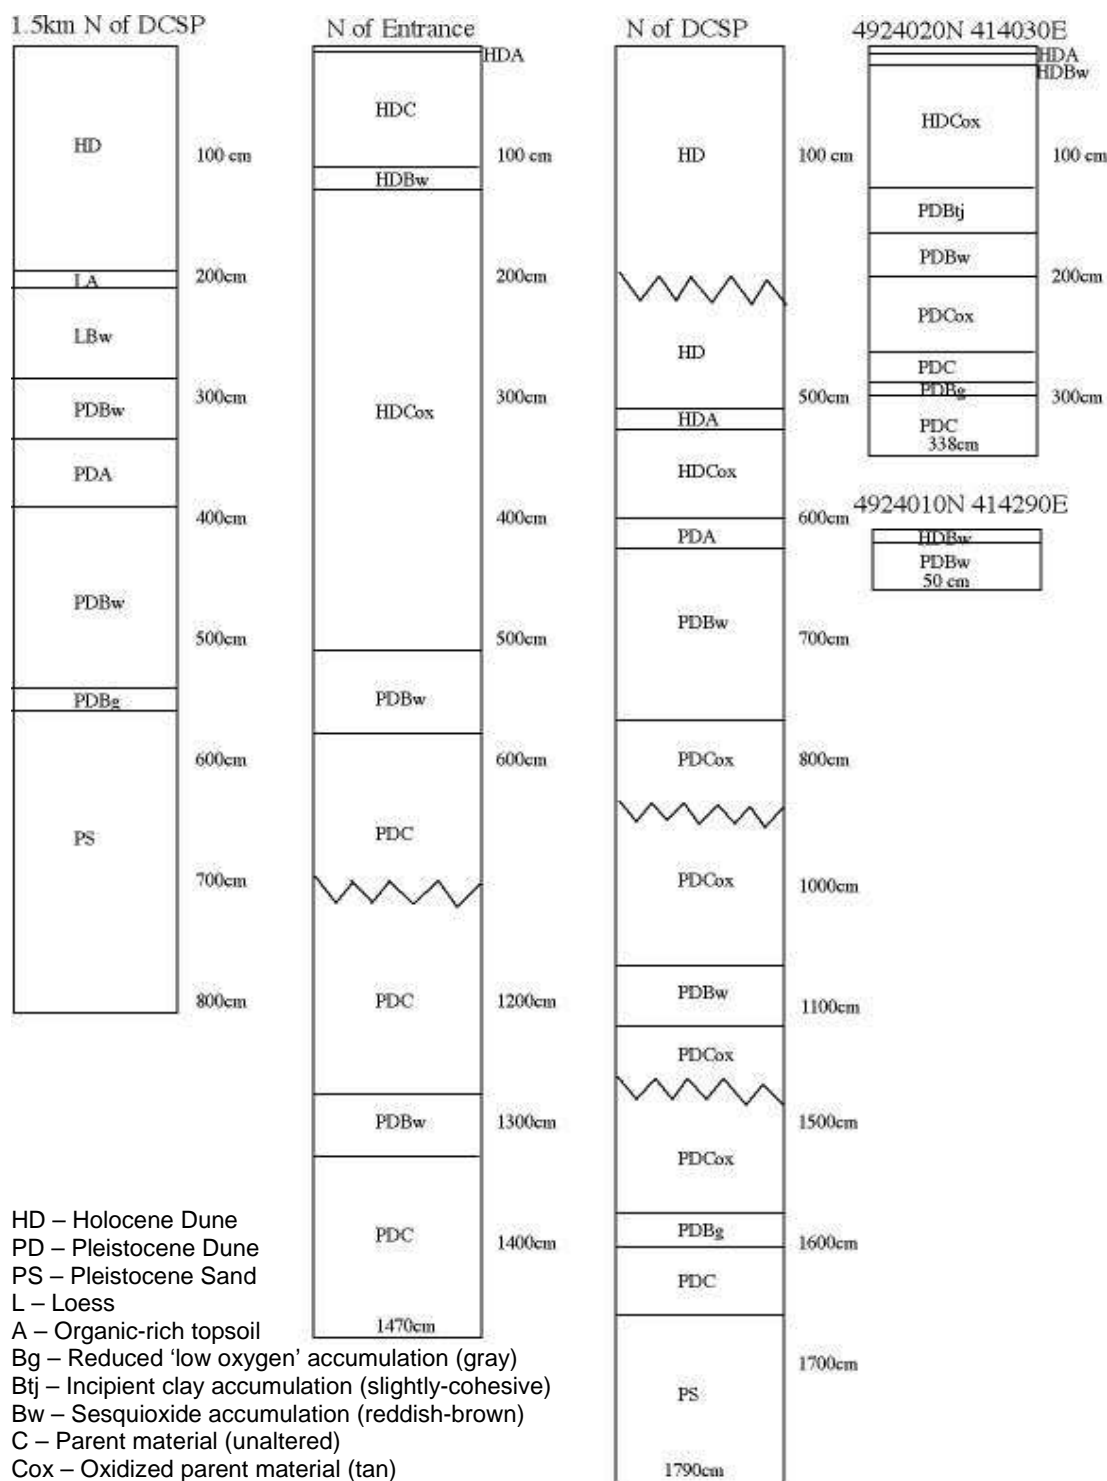 1.5km N of DCSP
HD
100 cm
LA
200cm
LBw
PDBw
300cm
PDA
400cm
PDBw
500cm
PDBg
600cm
PS
700cm
800cm
N of Entrance
HDA
HDC
100 cm
HDBw
200cm
HDCox
300cm
400cm
500cm
PDBw
600cm
PDC
700cm
PDC
1200cm
PDBw
1300cm
PDC
1400cm
1470cm
N of DCSP
HD
100 cm
200cm
HD
500cm
HDA
HDCox
600cm
PDA
PDBw
700cm
PDCox
800cm
PDCox
1000cm
PDBw
1100cm
PDCox
1500cm
PDCox
PDBg
1600cm
PDC
1700cm
PS
1790cm
4924020N 414030E
HDA
HDBw
HDCox
100 cm
PDBtj
PDBw
200cm
PDCox
PDC
PDBg
300cm
PDC
338cm
4924010N 414290E
HDBw
PDBw
50 cm
HD – Holocene Dune
PD – Pleistocene Dune
PS – Pleistocene Sand
L – Loess
A – Organic-rich topsoil
Bg – Reduced ‘low oxygen’ accumulation (gray)
Btj – Incipient clay accumulation (slightly-cohesive)
Bw – Sesquioxide accumulation (reddish-brown)
C – Parent material (unaltered)
Cox – Oxidized parent material (tan)